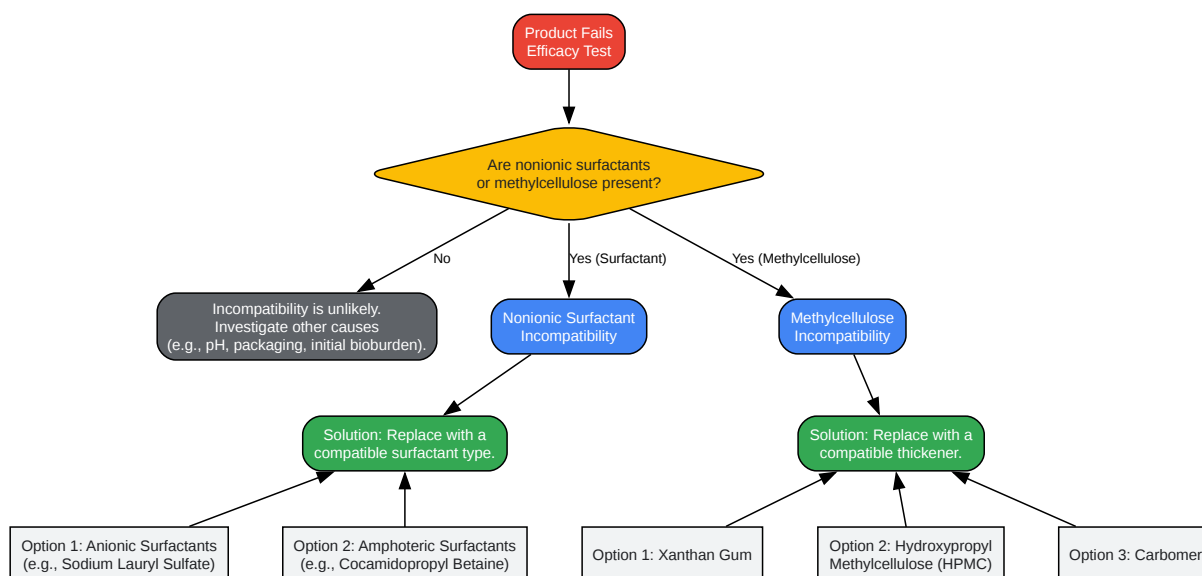 Product Fails
Efficacy Test
Are nonionic surfactants
or methylcellulose present?
No
Yes (Surfactant)
Yes (Methylcellulose)
Incompatibility is unlikely.
Investigate other causes
(e.g., pH, packaging, initial bioburden).
Nonionic Surfactant
Incompatibility
Methylcellulose
Incompatibility
Solution: Replace with a
compatible surfactant type.
Solution: Replace with a
compatible thickener.
Option 1: Anionic Surfactants
(e.g., Sodium Lauryl Sulfate)
Option 2: Amphoteric Surfactants
(e.g., Cocamidopropyl Betaine)
Option 1: Xanthan Gum
Option 2: Hydroxypropyl
Methylcellulose (HPMC)
Option 3: Carbomer